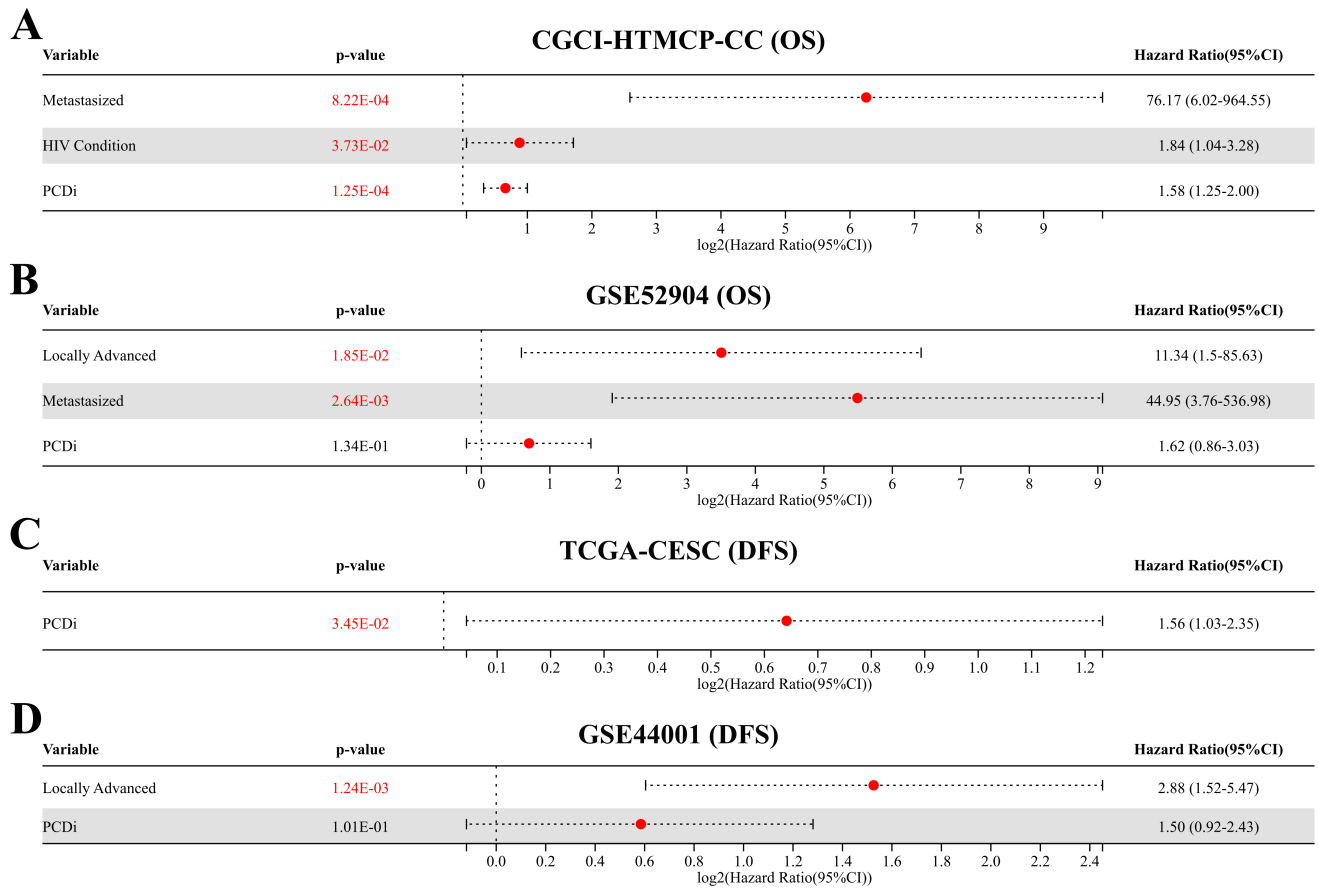 A
CGCI-HTMCP-CC (OS)
Variable p-value Hazard Ratio(95%CI)
Metastasized 8.22E-04 76.17 (6.02-964.55)
HIV Condition 3.73E-02 1.84 (1.04-3.28)
PCDi 1.25E-04 1.58 (1.25-2.00)
1 2 3 4 5 6 7 8 9
log2(Hazard Ratio(95%CI))
B
GSE52904 (OS)
Variable p-value Hazard Ratio(95%CI)
Locally Advanced 1.85E-02 11.34 (1.5-85.63)
Metastasized 2.64E-03 44.95 (3.76-536.98)
PCDi 1.34E-01 1.62 (0.86-3.03)
0 1 2 3 4 5 6 7 8 9
log2(Hazard Ratio(95%CI))
C
TCGA-CESC (DFS)
Variable p-value Hazard Ratio(95%CI)
PCDi 3.45E-02 1.56 (1.03-2.35)
0.1 0.2 0.3 0.4 0.5 0.6 0.7 0.8 0.9 1.0 1.1 1.2
log2(Hazard Ratio(95%CI))
D
GSE44001 (DFS)
Variable p-value Hazard Ratio(95%CI)
Locally Advanced 1.24E-03 2.88 (1.52-5.47)
PCDi 1.01E-01 1.50 (0.92-2.43)
0.0 0.2 0.4 0.6 0.8 1.0 1.2 1.4 1.6 1.8 2.0 2.2 2.4
log2(Hazard Ratio(95%CI))